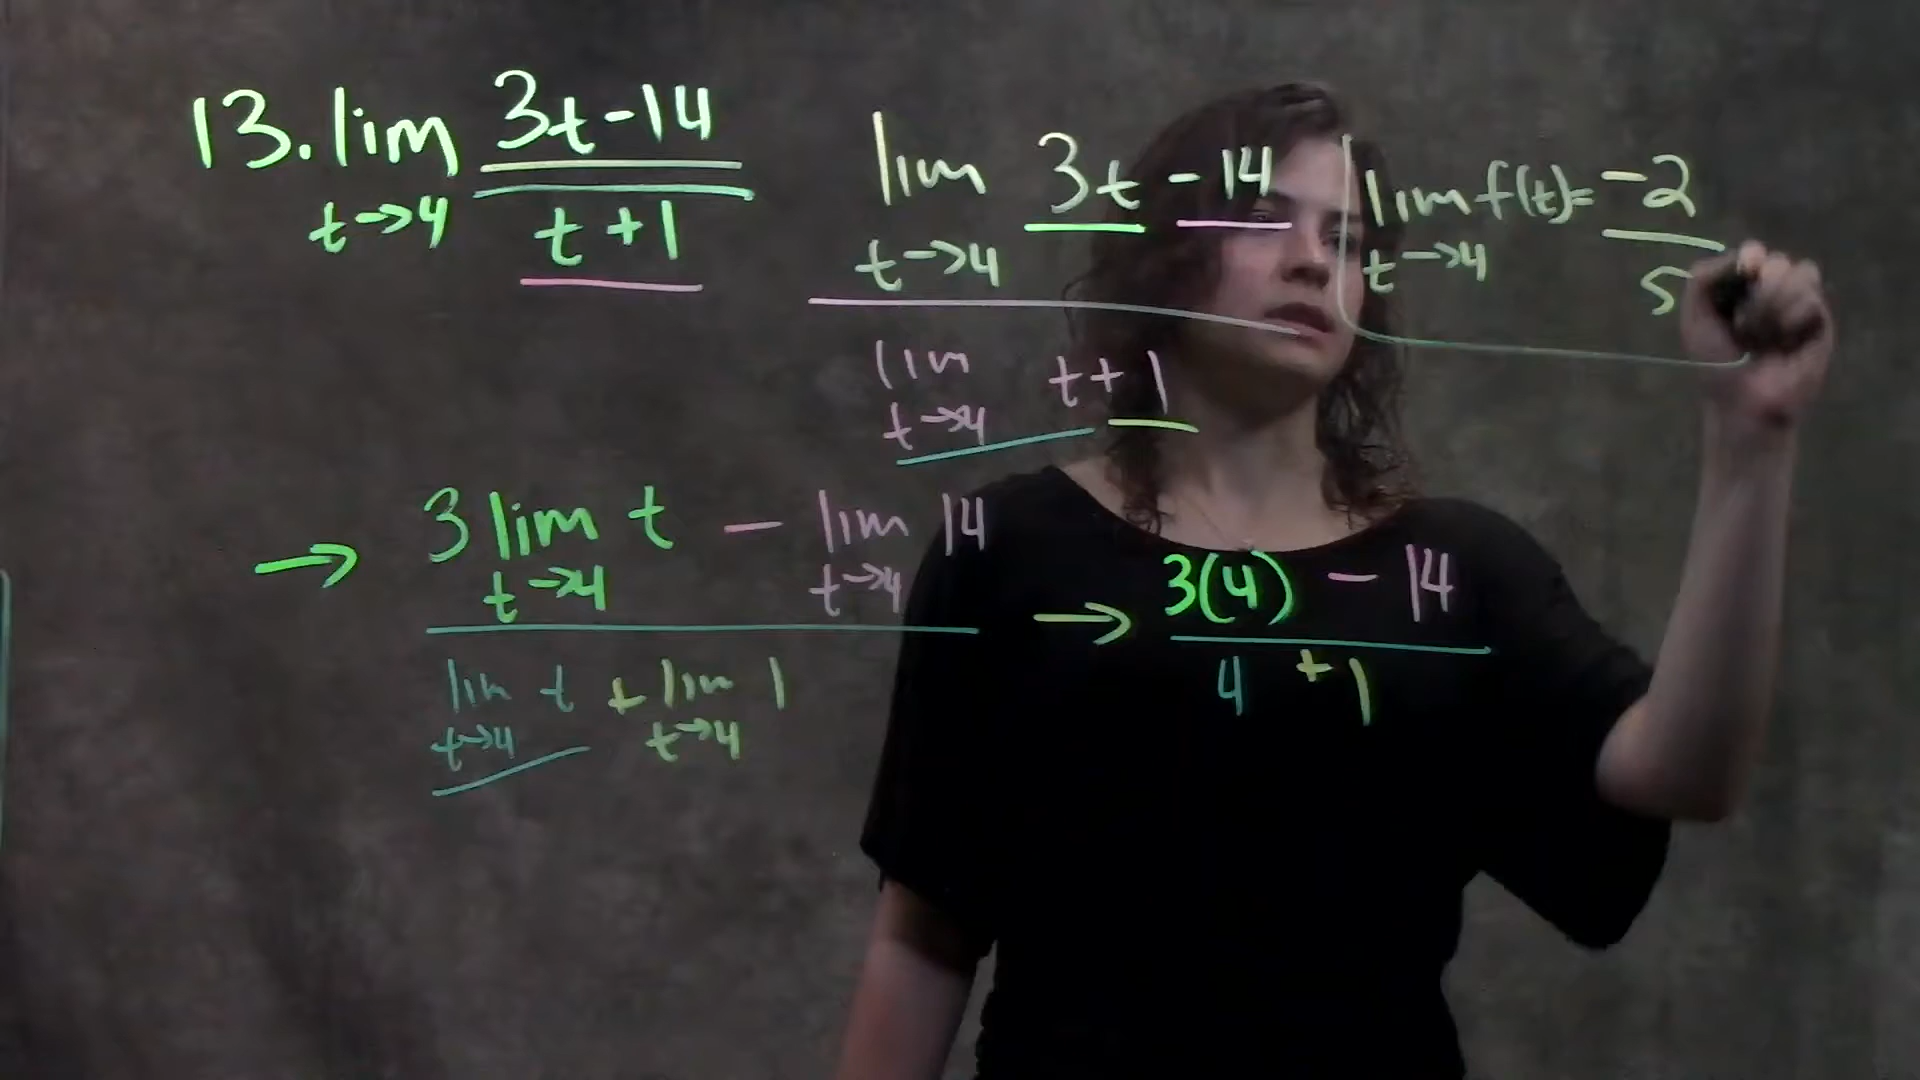 13. lim 3t-14
t→4 t+1
lim 3t - 14
t→4
lim t+1
t→4
lim f(t)= -2
t→4 5
3 lim t - lim 14
t→4 t→4
lim t + lim 1
t→4 t→4
→ 3(4) - 14
4 + 1